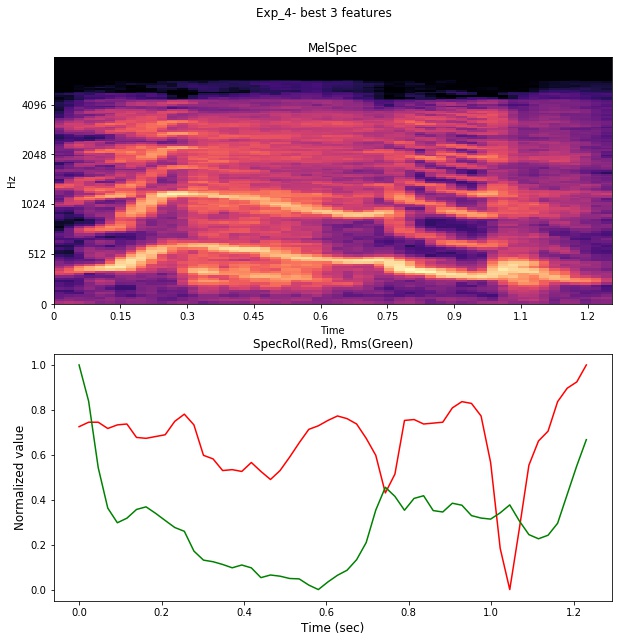 Exp_4- best 3 features
MelSpec
4096
2048
1024
512
0
Hz
0 0.15 0.3 0.45 0.6 0.75 0.9 1.1 1.2
Time
SpecRol(Red), Rms(Green)
1.0
0.8
0.6
0.4
0.2
0.0
Normalized value
0.0 0.2 0.4 0.6 0.8 1.0 1.2
Time (sec)